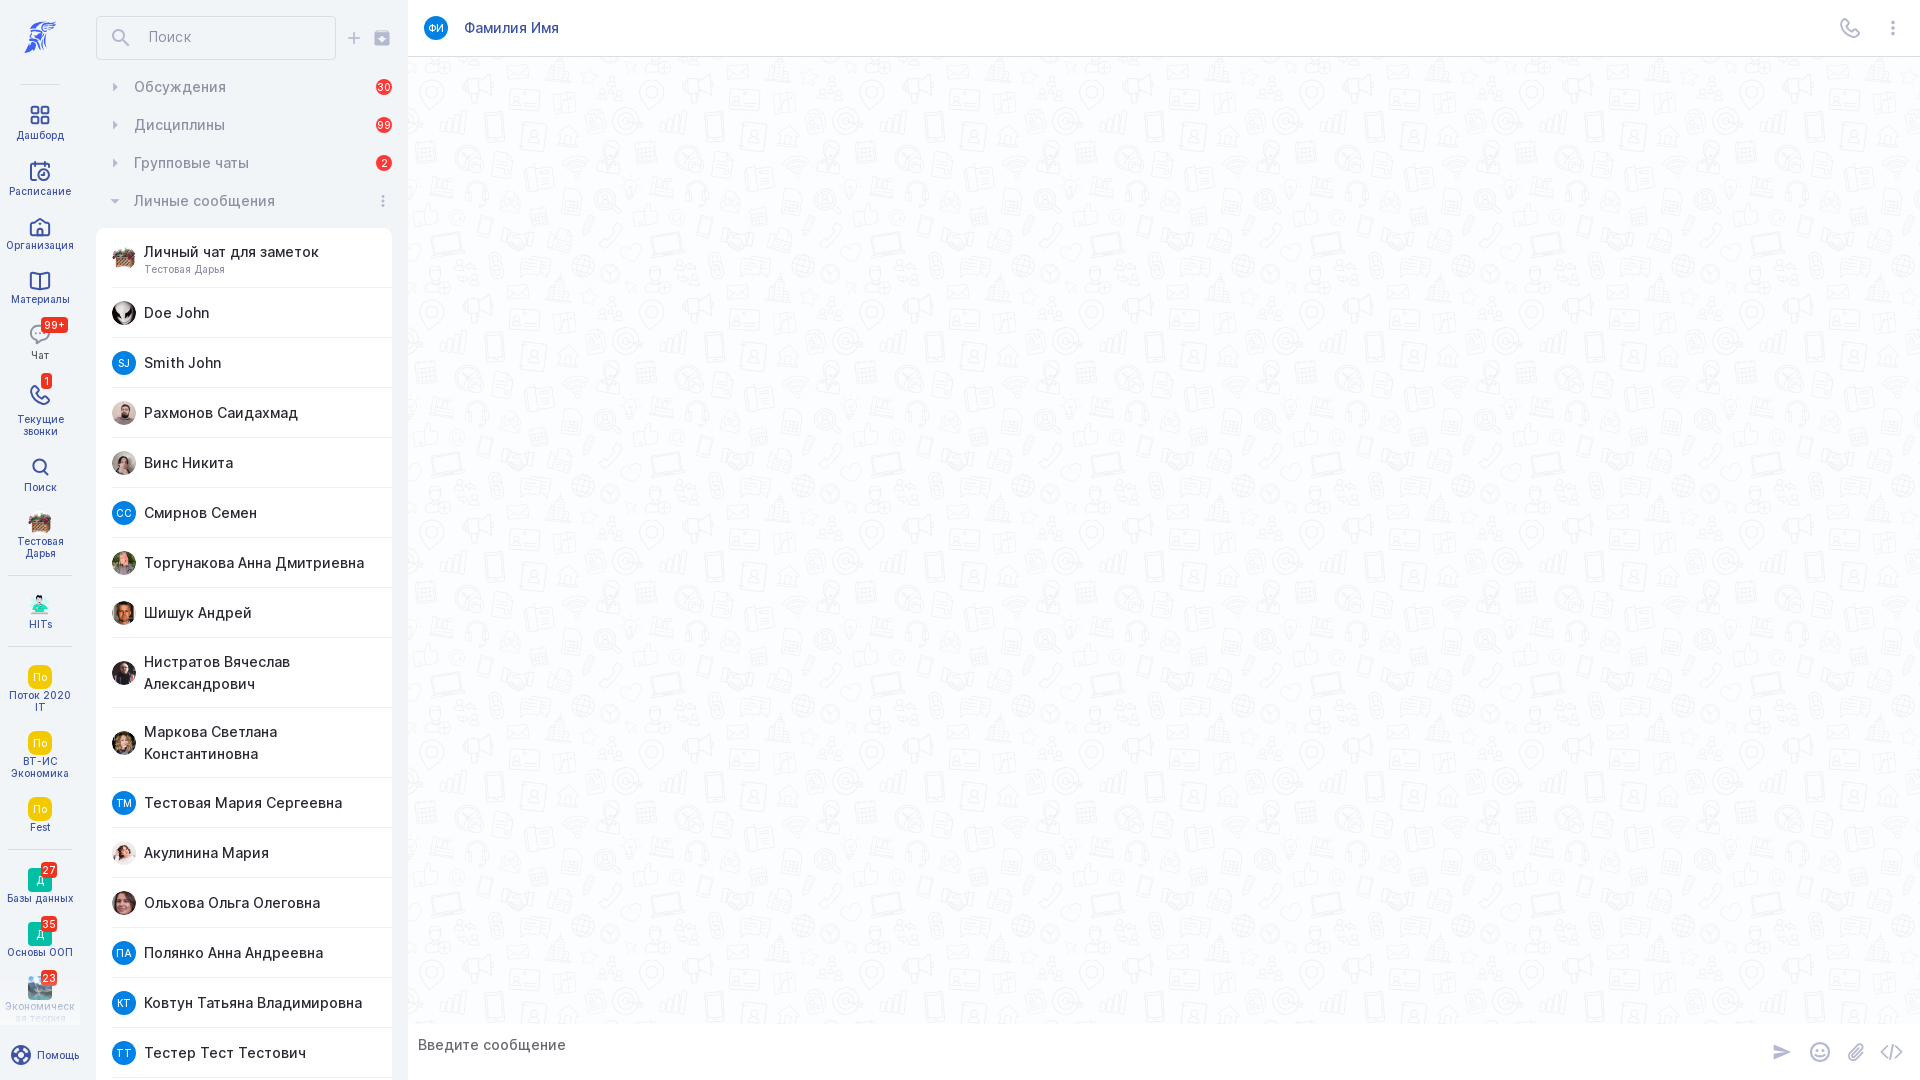 Дашборд
Расписание
Организация
Материалы
99+
Чат
1
Текущие
звонки
Поиск
Тестовая
Дарья
HITs
По
Поток 2020
IT
По
ВТ-ИС
Экономика
По
Fest
27
Д
Базы данных
35
Д
Основы ООП
23
Экономическ
ая теория
Помощь
Поиск
Обсуждения
30
Дисциплины
99
Групповые чаты
2
Личные сообщения
Личный чат для заметок
Тестовая Дарья
Doe John
SJ
Smith John
Рахмонов Саидахмад
Винс Никита
СС
Смирнов Семен
Торгунакова Анна Дмитриевна
Шишук Андрей
Нистратов Вячеслав
Александрович
Маркова Светлана
Константиновна
ТМ
Тестовая Мария Сергеевна
Акулинина Мария
Ольхова Ольга Олеговна
ПА
Полянко Анна Андреевна
КТ
Ковтун Татьяна Владимировна
ТТ
Тестер Тест Тестович
ФИ
Фамилия Имя
Введите сообщение